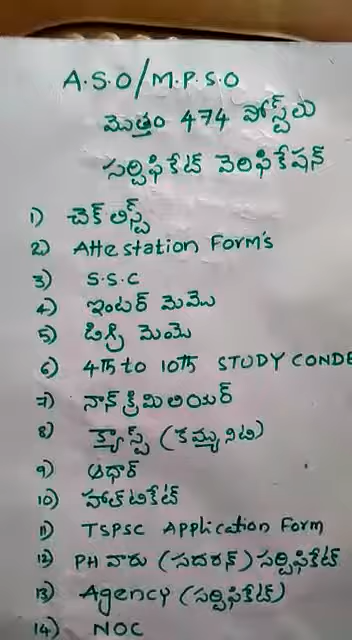 A.S.O/M.P.S.O
మొత్తం 474 పోస్ట్‌లు
సర్టిఫికేట్ వెరిఫికేషన్
1) చెక్ లిస్ట్
2) Attestation Form's
3) S.S.C
4) ఇంటర్ మెమొ
5) డిగ్రి మెమొ
6) 4th to 10th STUDY CONDE
7) నాన్ క్రిమిలియర్
8) క్యాస్ట్ (కమ్యూనిటి)
9) ఆధార్
10) హాల్ టికేట్
11) TSPSC Application Form
12) PH వారు (సదరన్) సర్టిఫికేట్
13) Agency (సర్టిఫికేట్)
14) NOC